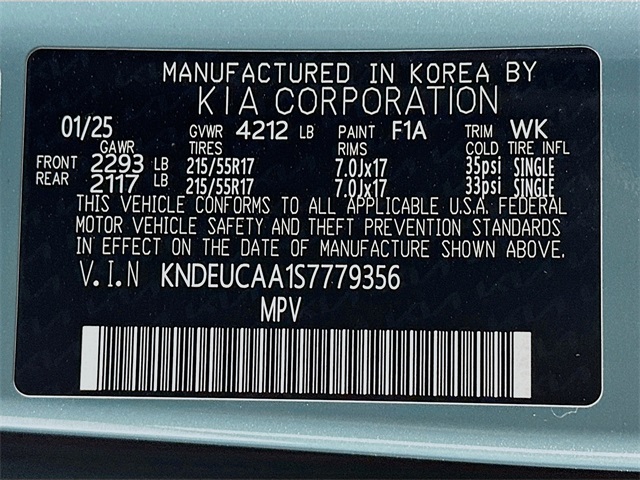 MANUFACTURED IN KOREA BY
KIA CORPORATION
01/25 GVWR 4212 LB PAINT F1A TRIM WK
GAWR TIRES RIMS COLD TIRE INFL
FRONT 2293 LB 215/55R17 7.0Jx17 35psi SINGLE
REAR 2117 LB 215/55R17 7.0Jx17 33psi SINGLE
THIS VEHICLE CONFORMS TO ALL APPLICABLE U.S.A. FEDERAL
MOTOR VEHICLE SAFETY AND THEFT PREVENTION STANDARDS
IN EFFECT ON THE DATE OF MANUFACTURE SHOWN ABOVE.
V.I.N KNDEUCAA1S7779356
MPV